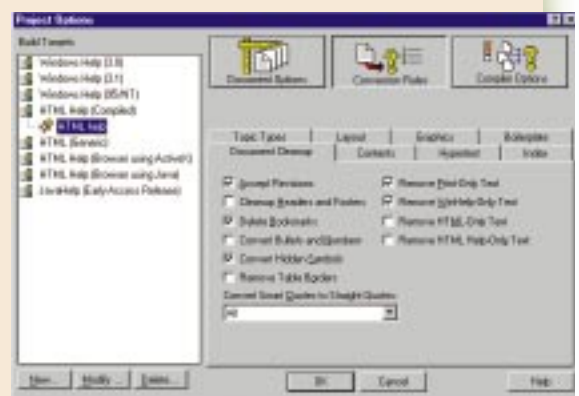 Project Options
Build Targets
Windows Help (3.0)
Windows Help (3.1)
Windows Help (95/NT)
HTML Help (Compiled)
HTML help
HTML (Generic)
HTML Help (Browser using ActiveX)
HTML Help (Browser using Java)
JavaHelp (Early Access Release)
New...
Modify...
Delete...
Document Options
Conversion Rules
Compiler Options
Topic Types
Layout
Graphics
Boilerplate
Document Cleanup
Contents
Hypertext
Index
Accept Revisions
Cleanup Headers and Footers
Delete Bookmarks
Convert Bullets and Numbers
Convert Hidden Symbols
Remove Table Borders
Remove Print-Only Text
Remove WinHelp-Only Text
Remove HTML-Only Text
Remove HTML Help-Only Text
Convert Smart Quotes to Straight Quotes:
All
OK
Cancel
Help